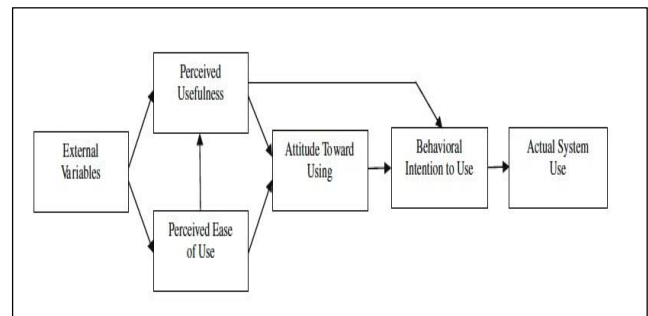 Perceived
Usefulness
External
Variables
Attitude Toward
Using
Behavioral
Intention to Use
Actual System
Use
Perceived Ease
of Use